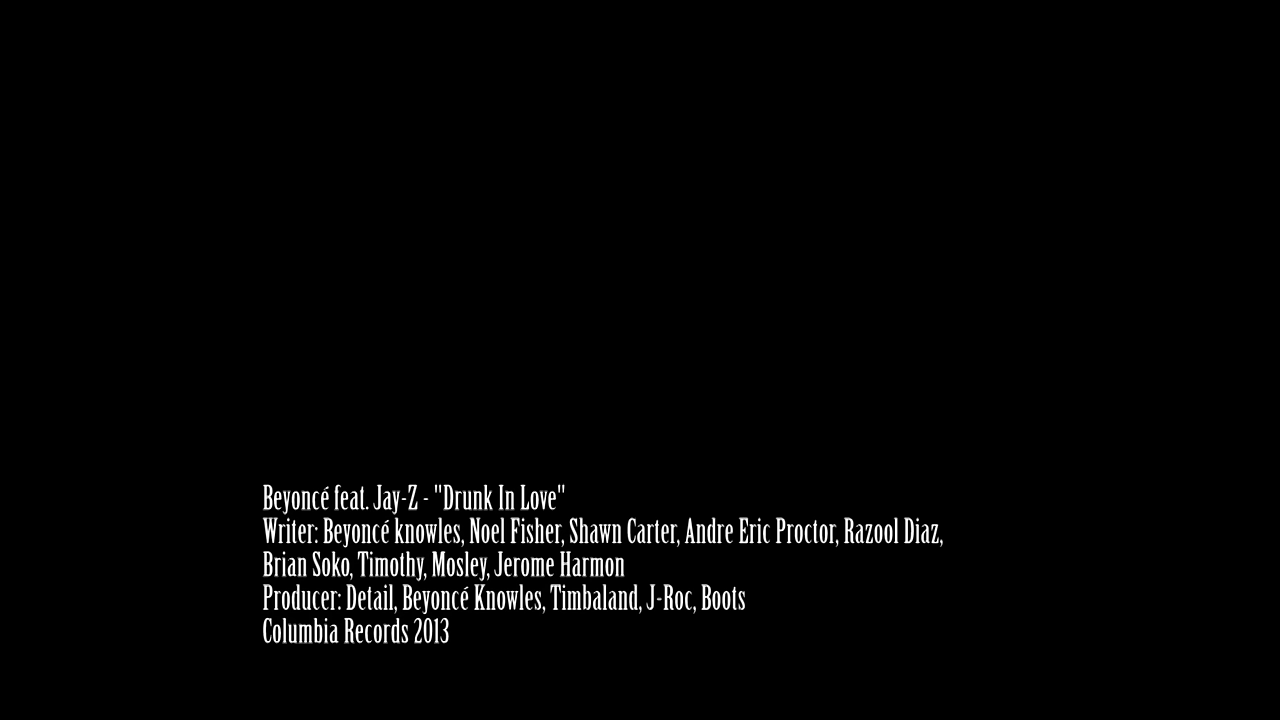 Beyoncé feat. Jay-Z - "Drunk In Love"
Writer: Beyoncé knowles, Noel Fisher, Shawn Carter, Andre Eric Proctor, Razool Diaz,
Brian Soko, Timothy, Mosley, Jerome Harmon
Producer: Detail, Beyoncé Knowles, Timbaland, J-Roc, Boots
Columbia Records 2013